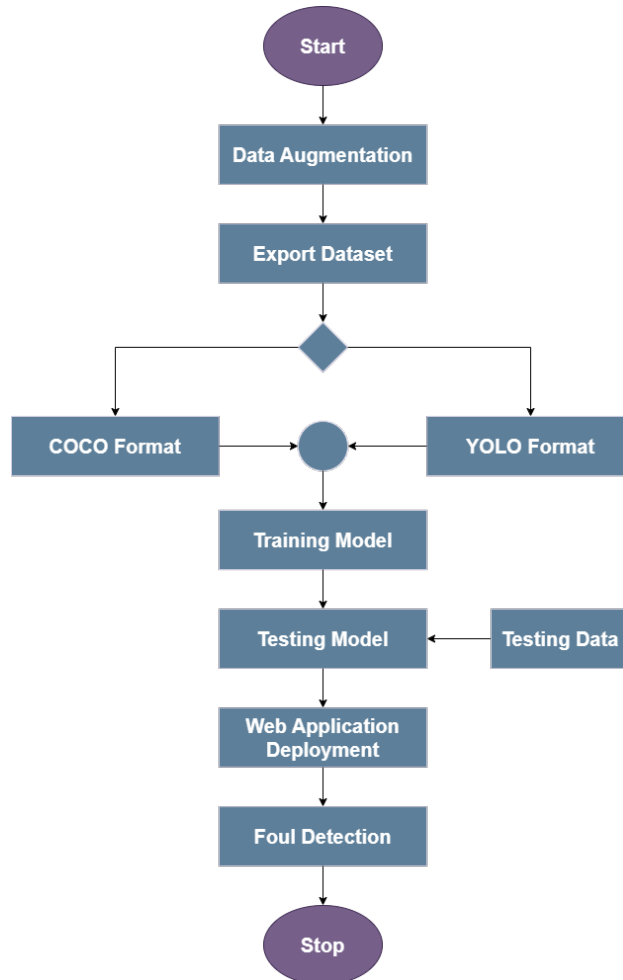 Start
Data Augmentation
Export Dataset
COCO Format
YOLO Format
Training Model
Testing Model
Testing Data
Web Application
Deployment
Foul Detection
Stop